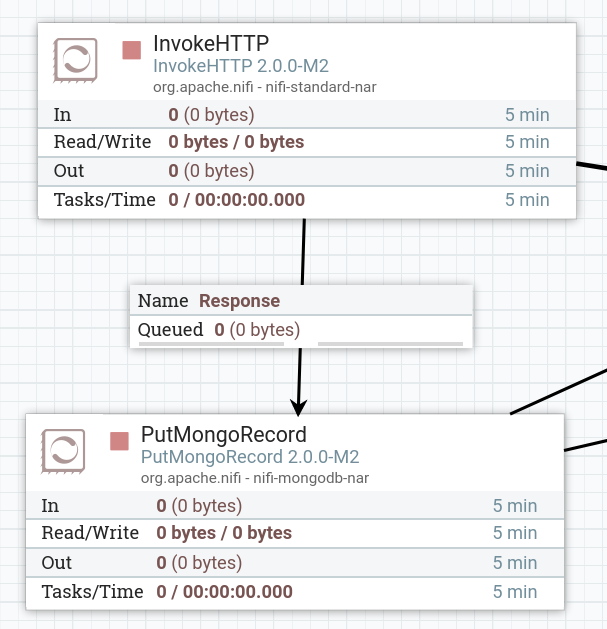 InvokeHTTP
InvokeHTTP 2.0.0-M2
org.apache.nifi - nifi-standard-nar
In 0 (0 bytes) 5 min
Read/Write 0 bytes / 0 bytes 5 min
Out 0 (0 bytes) 5 min
Tasks/Time 0 / 00:00:00.000 5 min
Name Response
Queued 0 (0 bytes)
PutMongoRecord
PutMongoRecord 2.0.0-M2
org.apache.nifi - nifi-mongodb-nar
In 0 (0 bytes) 5 min
Read/Write 0 bytes / 0 bytes 5 min
Out 0 (0 bytes) 5 min
Tasks/Time 0 / 00:00:00.000 5 min